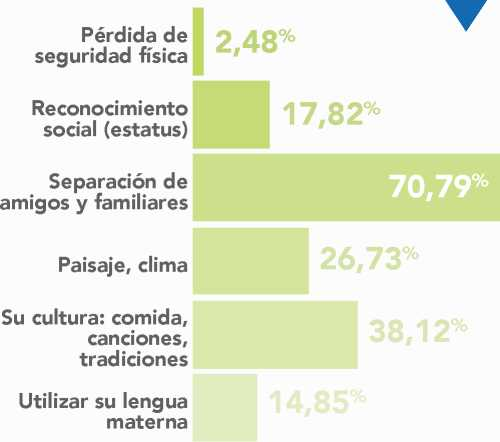 Pérdida de
seguridad física
2,48%
Reconocimiento
social (estatus)
17,82%
Separación de
amigos y familiares
70,79%
Paisaje, clima
26,73%
Su cultura: comida,
canciones,
tradiciones
38,12%
Utilizar su lengua
materna
14,85%